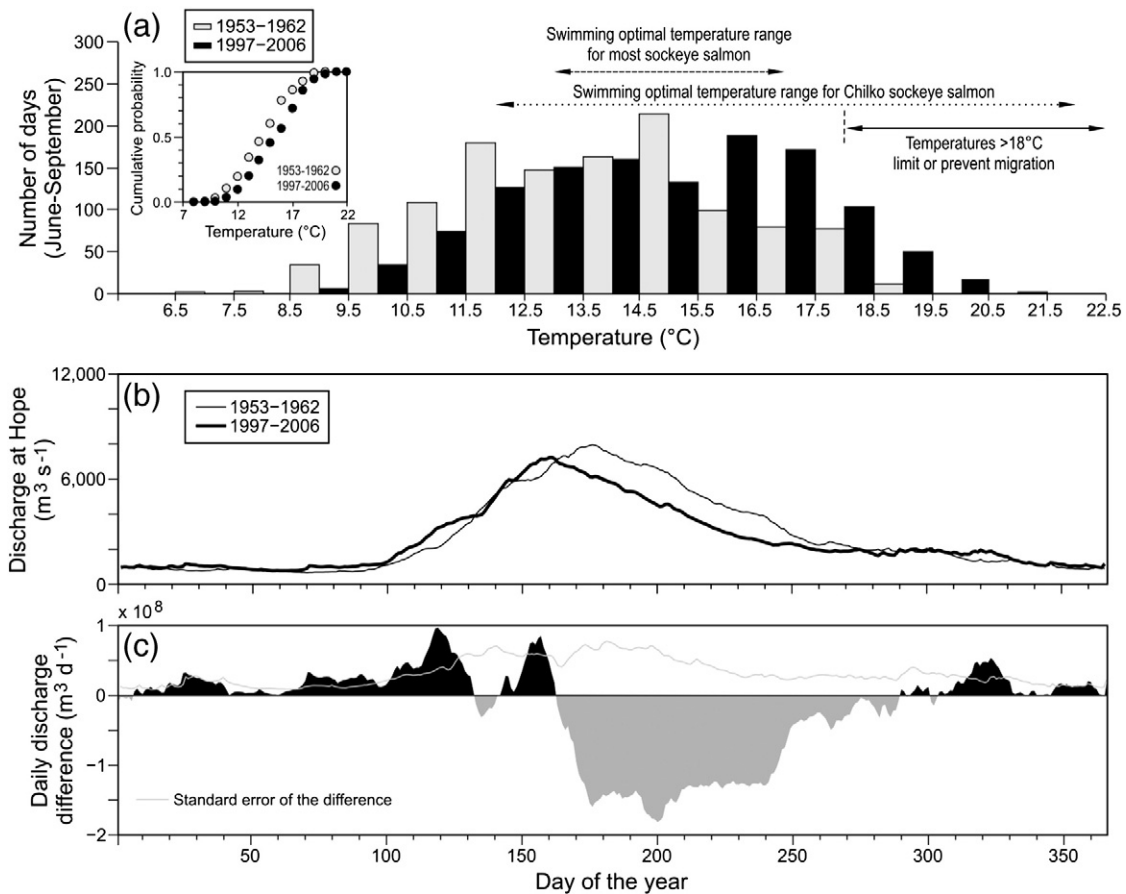 (a)
1953−1962
1997−2006
Number of days
(June-September)
300
250
200
150
100
50
0
Cumulative probability
1.0
0.5
0.0
1953-1962
1997-2006
7 12 17 22
Temperature (°C)
Swimming optimal temperature range
for most sockeye salmon
Swimming optimal temperature range for Chilko sockeye salmon
Temperatures >18°C
limit or prevent migration
6.5 7.5 8.5 9.5 10.5 11.5 12.5 13.5 14.5 15.5 16.5 17.5 18.5 19.5 20.5 21.5 22.5
Temperature (°C)
(b)
1953−1962
1997−2006
Discharge at Hope
(m³ s⁻¹)
12,000
6,000
0
(c)
x 10⁸
Daily discharge
difference (m³ d⁻¹)
1
0
−1
−2
Standard error of the difference
50 100 150 200 250 300 350
Day of the year